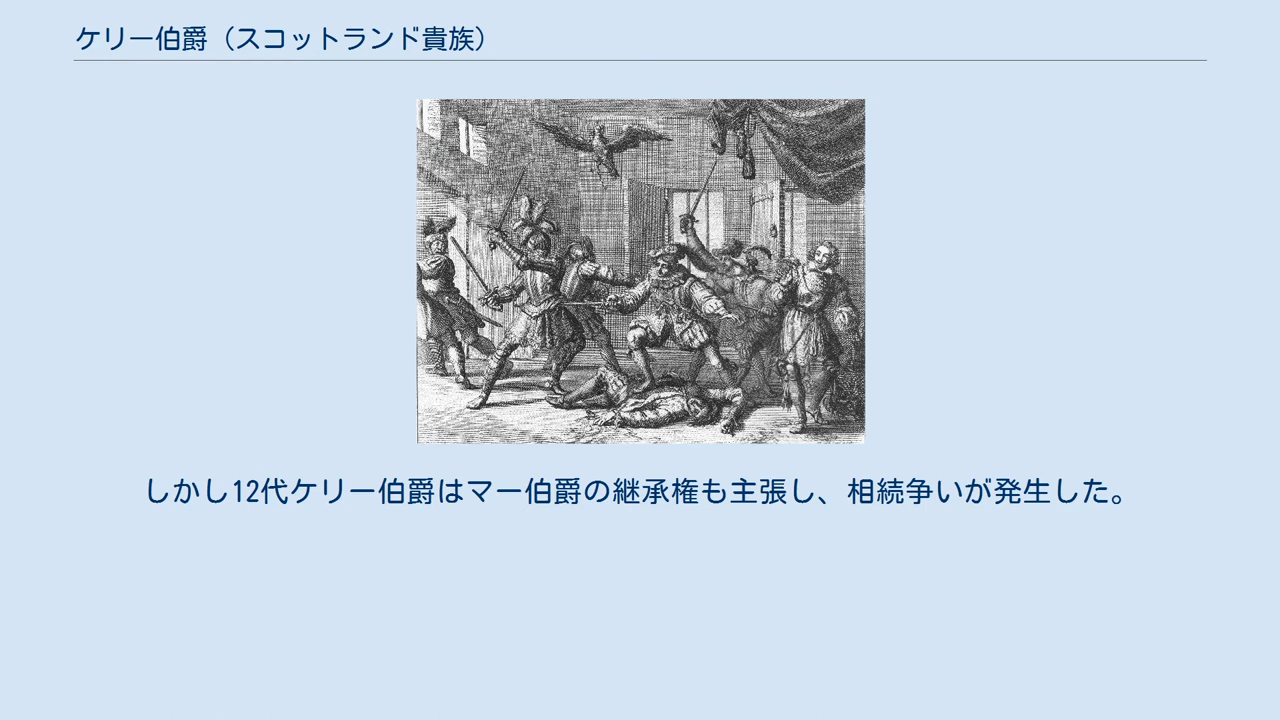 ケリー伯爵（スコットランド貴族）
しかし12代ケリー伯爵はマー伯爵の継承権も主張し、相続争いが発生した。